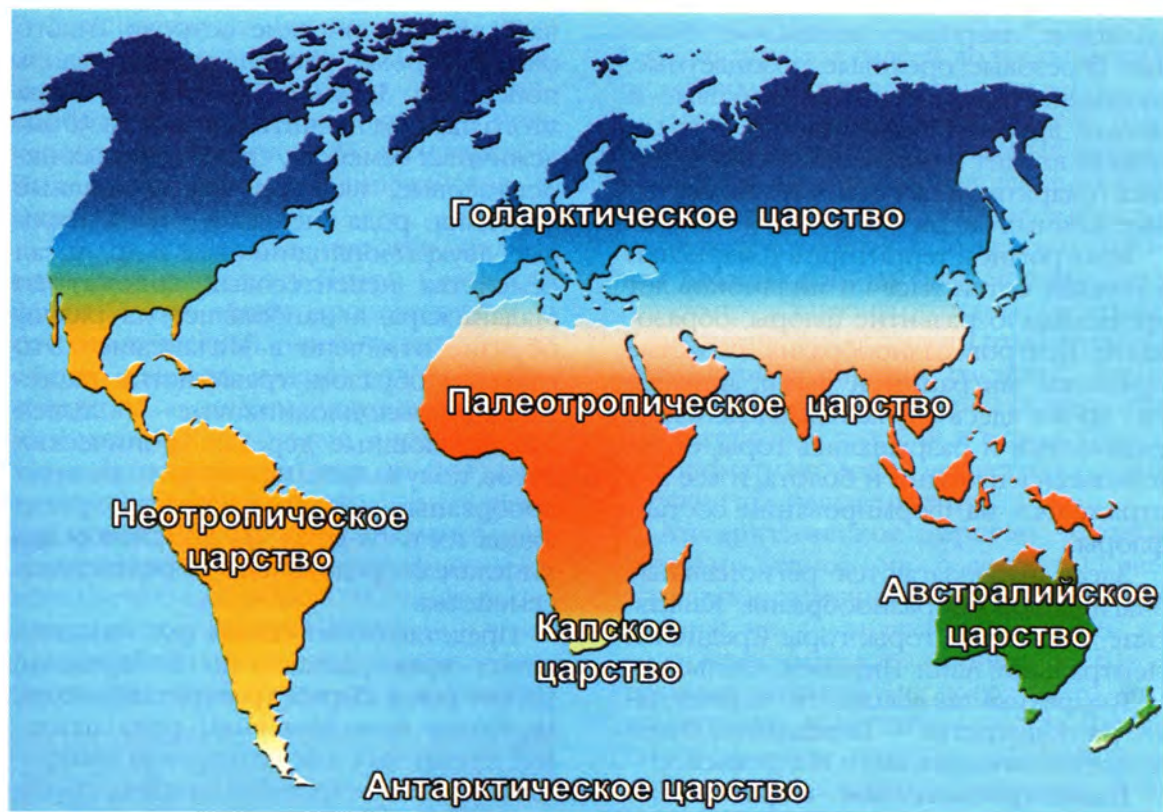 Голарктическое царство
Палеотропическое царство
Неотропическое
царство
Австралийское
царство
Капское
царство
Антарктическое царство